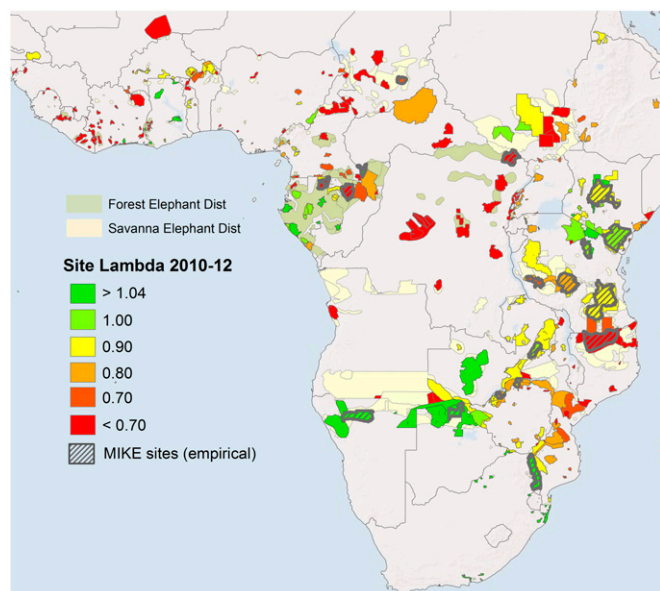 Forest Elephant Dist
Savanna Elephant Dist
Site Lambda 2010-12
> 1.04
1.00
0.90
0.80
0.70
< 0.70
MIKE sites (empirical)